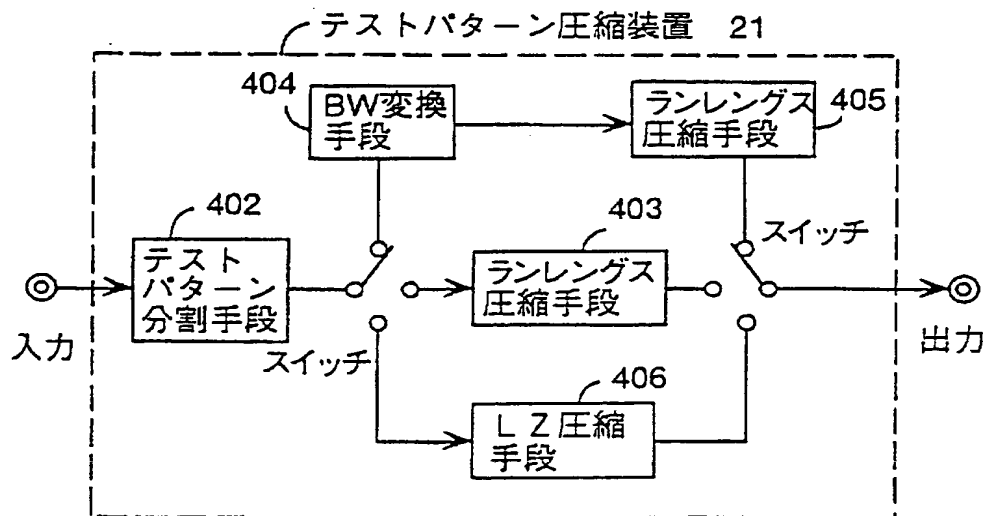 テストパターン圧縮装置 21
404
BW変換
手段
ランレングス
圧縮手段
405
402
テスト
パターン
分割手段
403
ランレングス
圧縮手段
スイッチ
入力
スイッチ
出力
406
LZ圧縮
手段